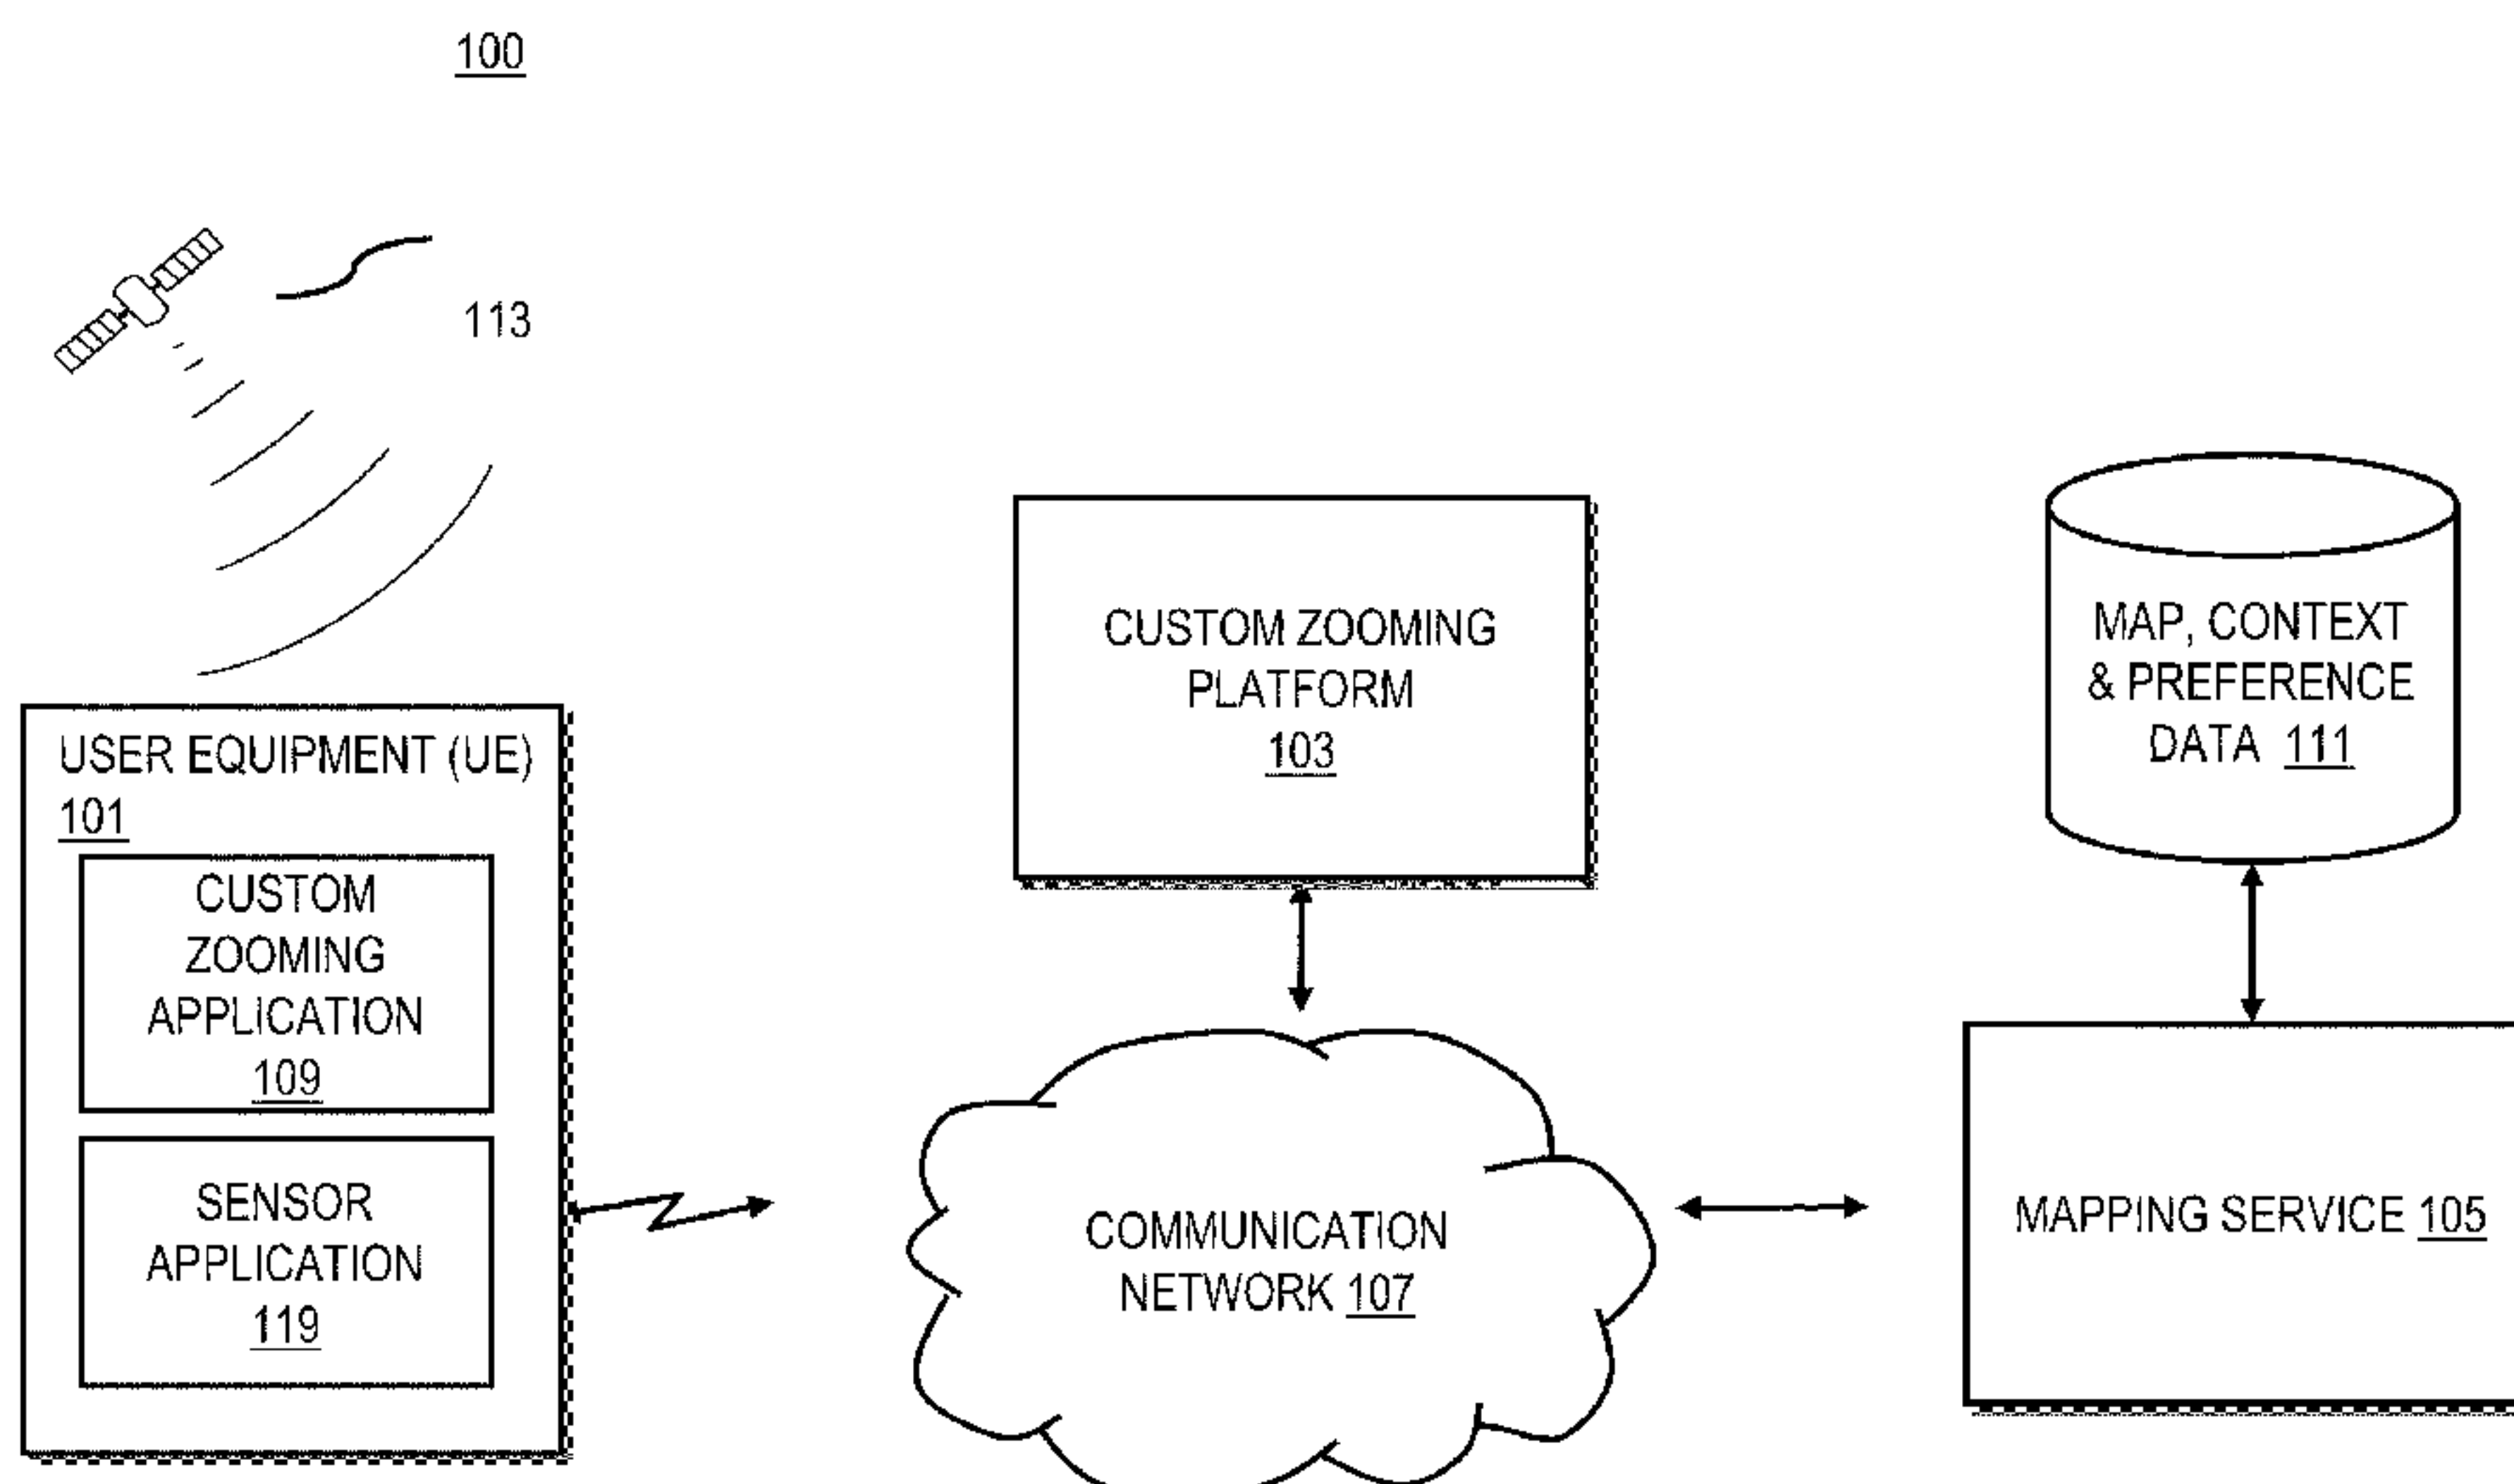 100
113
USER EQUIPMENT (UE)
101
CUSTOM
ZOOMING
APPLICATION
109
SENSOR
APPLICATION
119
CUSTOM ZOOMING
PLATFORM
103
COMMUNICATION
NETWORK 107
MAP, CONTEXT
& PREFERENCE
DATA 111
MAPPING SERVICE 105